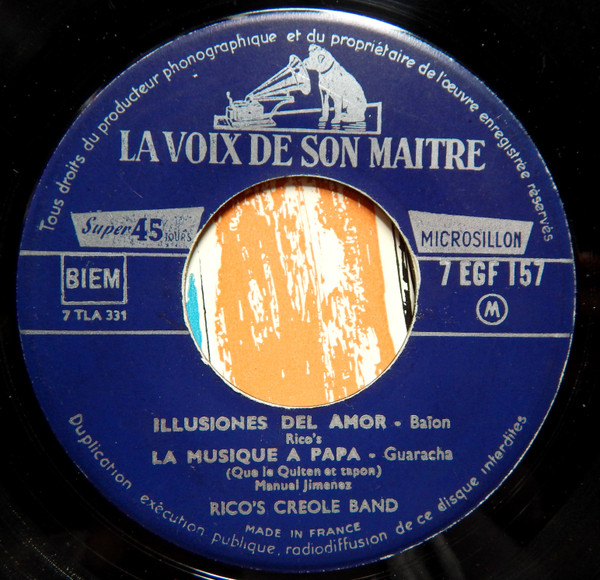 Tous droits du producteur phonographique et du propriétaire de l'œuvre enregistrée réservés
LA VOIX DE SON MAITRE
Super 45 TOURS
MICROSILLON
BIEM
7 EGF 157
7 TLA 331
M
ILLUSIONES DEL AMOR - Baïon
Rico's
LA MUSIQUE A PAPA - Guaracha
(Que le Quiten et tapon)
Manuel Jimenez
RICO'S CREOLE BAND
MADE IN FRANCE
Duplication exécution publique, radiodiffusion de ce disque interdites